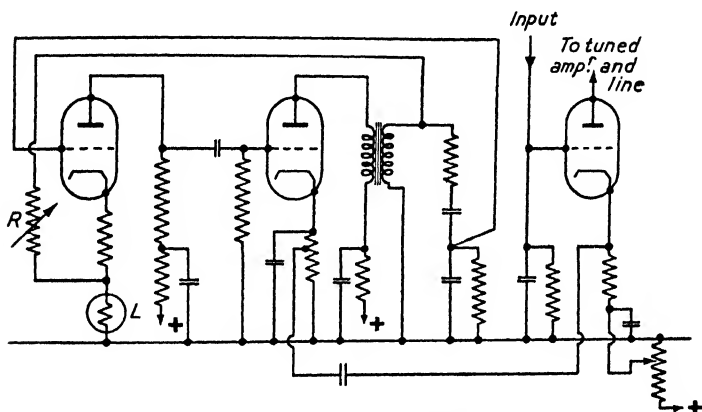 Input
To tuned
ampr. and
line
R
L
+
+
+